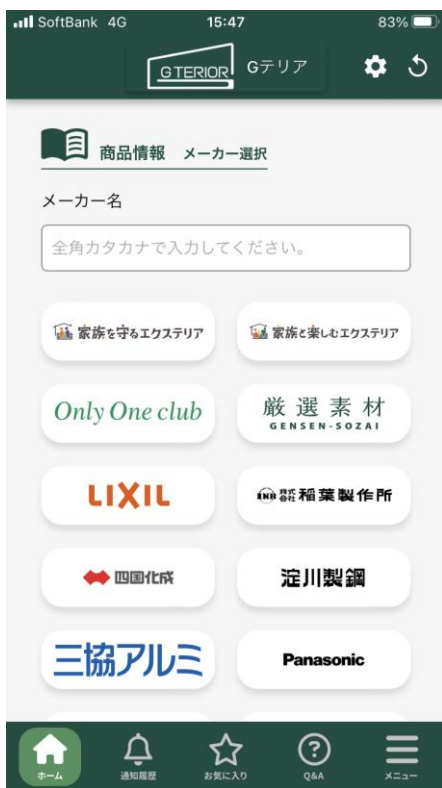 SoftBank 4G 15:47 83%
GTERIOR Gテリア
商品情報 メーカー選択
メーカー名
全角カタカナで入力してください。
家族を守るエクステリア 家族と楽しむエクステリア
Only One club 厳選素材
GENSEN-SOZAI
LIXIL INB 株式会社 稲葉製作所
四国化成 淀川製鋼
三協アルミ Panasonic
ホーム 通知履歴 お気に入り Q&A メニュー